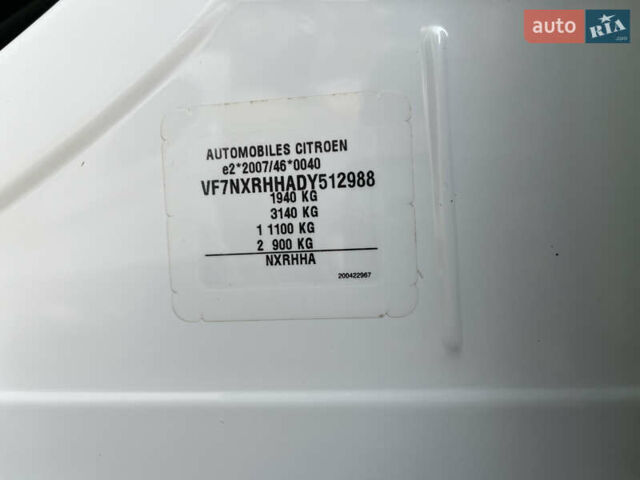 auto RIA.com
AUTOMOBILES CITROEN
e2*2007/46*0040
VF7NXRHHADY512988
1940 KG
3140 KG
1 1100 KG
2 900 KG
NXRHHA
200422967